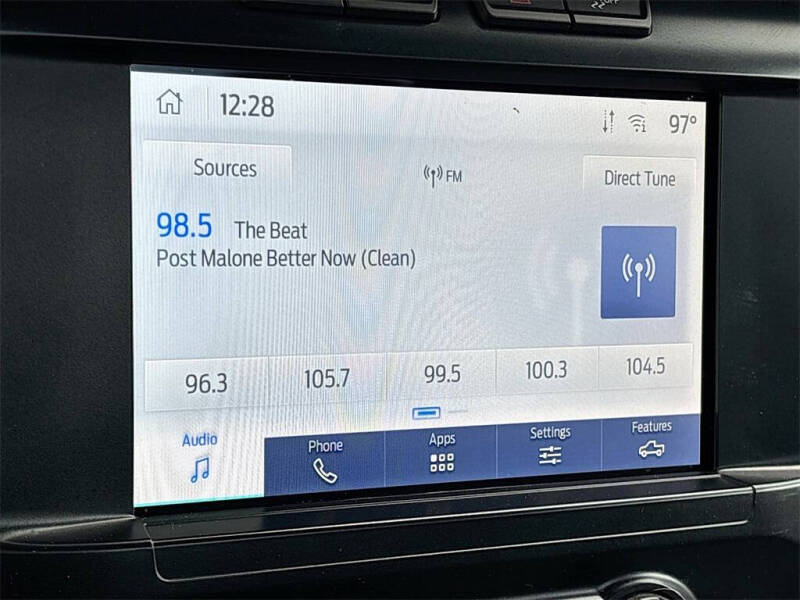 12:28
97°
Sources
FM
Direct Tune
98.5 The Beat
Post Malone Better Now (Clean)
96.3 105.7 99.5 100.3 104.5
Audio Phone Apps Settings Features